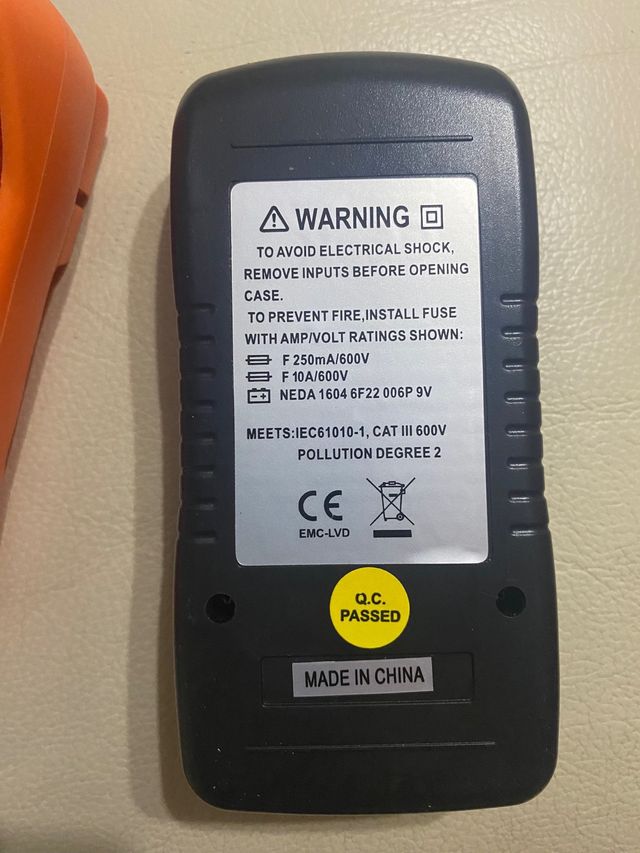 WARNING
TO AVOID ELECTRICAL SHOCK,
REMOVE INPUTS BEFORE OPENING
CASE.
TO PREVENT FIRE,INSTALL FUSE
WITH AMP/VOLT RATINGS SHOWN:
F 250mA/600V
F 10A/600V
NEDA 1604 6F22 006P 9V
MEETS:IEC61010-1, CAT III 600V
POLLUTION DEGREE 2
CE
EMC-LVD
Q.C.
PASSED
MADE IN CHINA